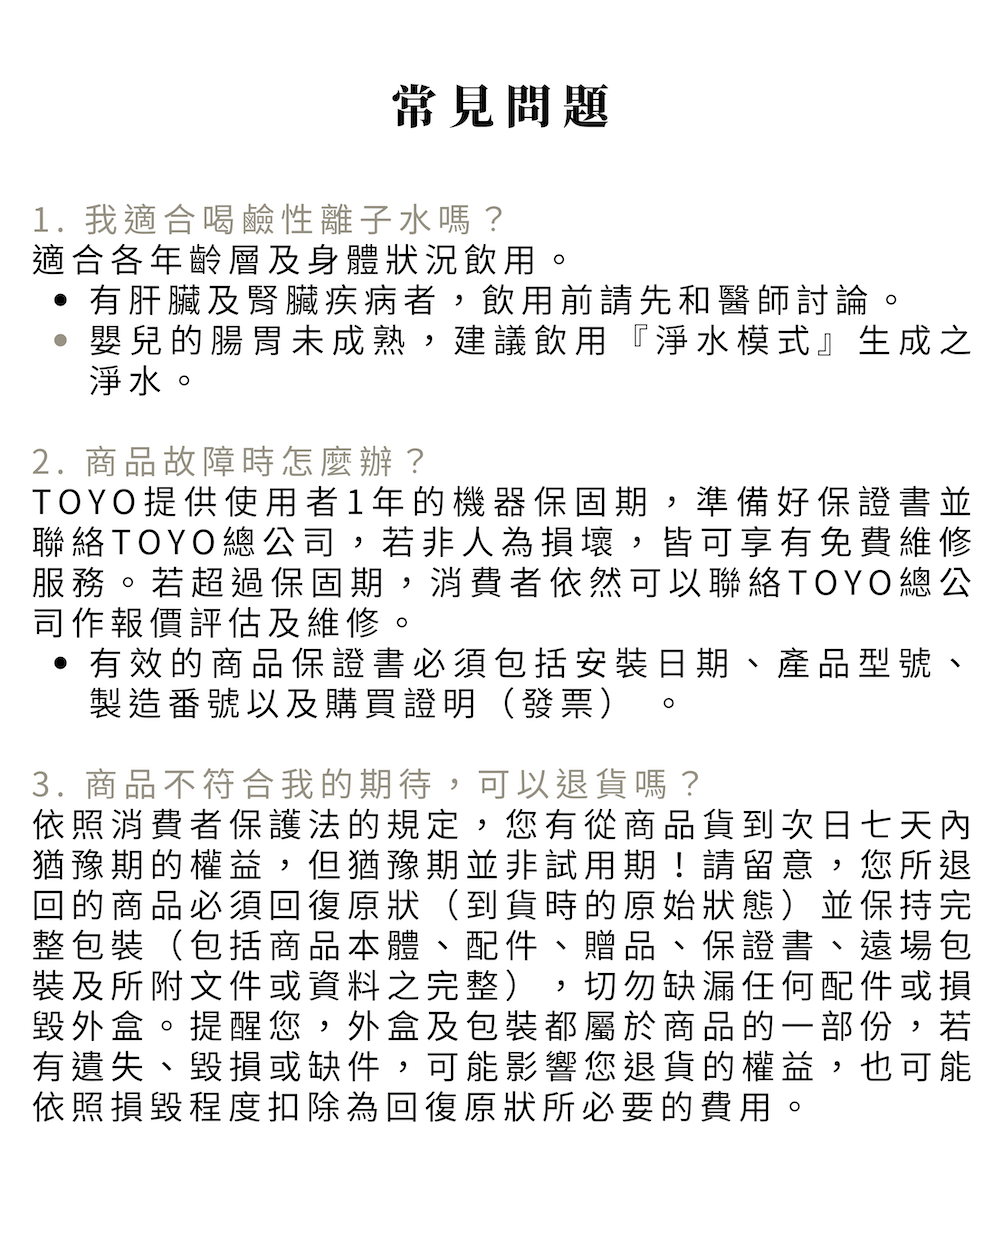 常見問題
1. 我適合喝鹼性離子水嗎？
適合各年齡層及身體狀況飲用。
• 有肝臟及腎臟疾病者，飲用前請先和醫師討論。
• 嬰兒的腸胃未成熟，建議飲用『淨水模式』生成之
淨水。
2. 商品故障時怎麼辦？
TOYO提供使用者1年的機器保固期，準備好保證書並
聯絡TOYO總公司，若非人為損壞，皆可享有免費維修
服務。若超過保固期，消費者依然可以聯絡TOYO總公
司作報價評估及維修。
• 有效的商品保證書必須包括安裝日期、產品型號、
製造番號以及購買證明（發票） 。
3. 商品不符合我的期待，可以退貨嗎？
依照消費者保護法的規定，您有從商品貨到次日七天內
猶豫期的權益，但猶豫期並非試用期！請留意，您所退
回的商品必須回復原狀（到貨時的原始狀態）並保持完
整包裝（包括商品本體、配件、贈品、保證書、遠場包
裝及所附文件或資料之完整），切勿缺漏任何配件或損
毀外盒。提醒您，外盒及包裝都屬於商品的一部份，若
有遺失、毀損或缺件，可能影響您退貨的權益，也可能
依照損毀程度扣除為回復原狀所必要的費用。